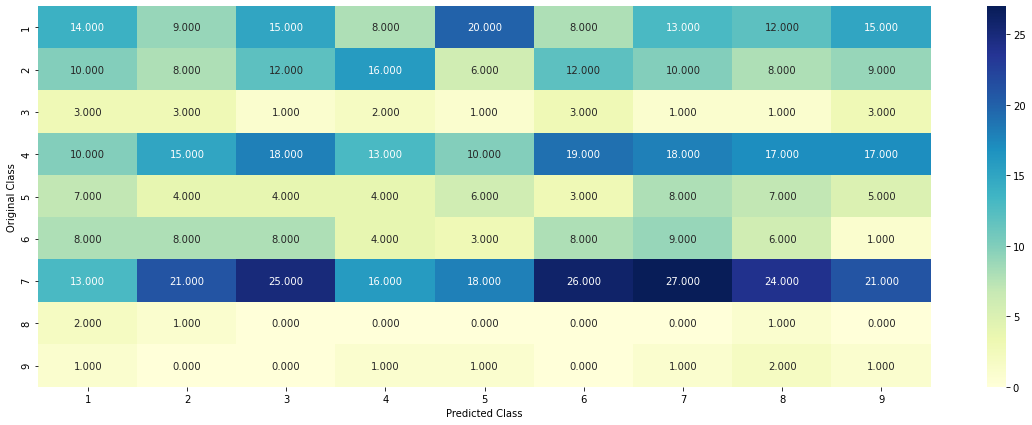 1 14.000 9.000 15.000 8.000 20.000 8.000 13.000 12.000 15.000
2 10.000 8.000 12.000 16.000 6.000 12.000 10.000 8.000 9.000
3 3.000 3.000 1.000 2.000 1.000 3.000 1.000 1.000 3.000
4 10.000 15.000 18.000 13.000 10.000 19.000 18.000 17.000 17.000
5 7.000 4.000 4.000 4.000 6.000 3.000 8.000 7.000 5.000
6 8.000 8.000 8.000 4.000 3.000 8.000 9.000 6.000 1.000
7 13.000 21.000 25.000 16.000 18.000 26.000 27.000 24.000 21.000
8 2.000 1.000 0.000 0.000 0.000 0.000 0.000 1.000 0.000
9 1.000 0.000 0.000 1.000 1.000 0.000 1.000 2.000 1.000
1 2 3 4 5 6 7 8 9
Predicted Class
Original Class
25
20
15
10
5
0